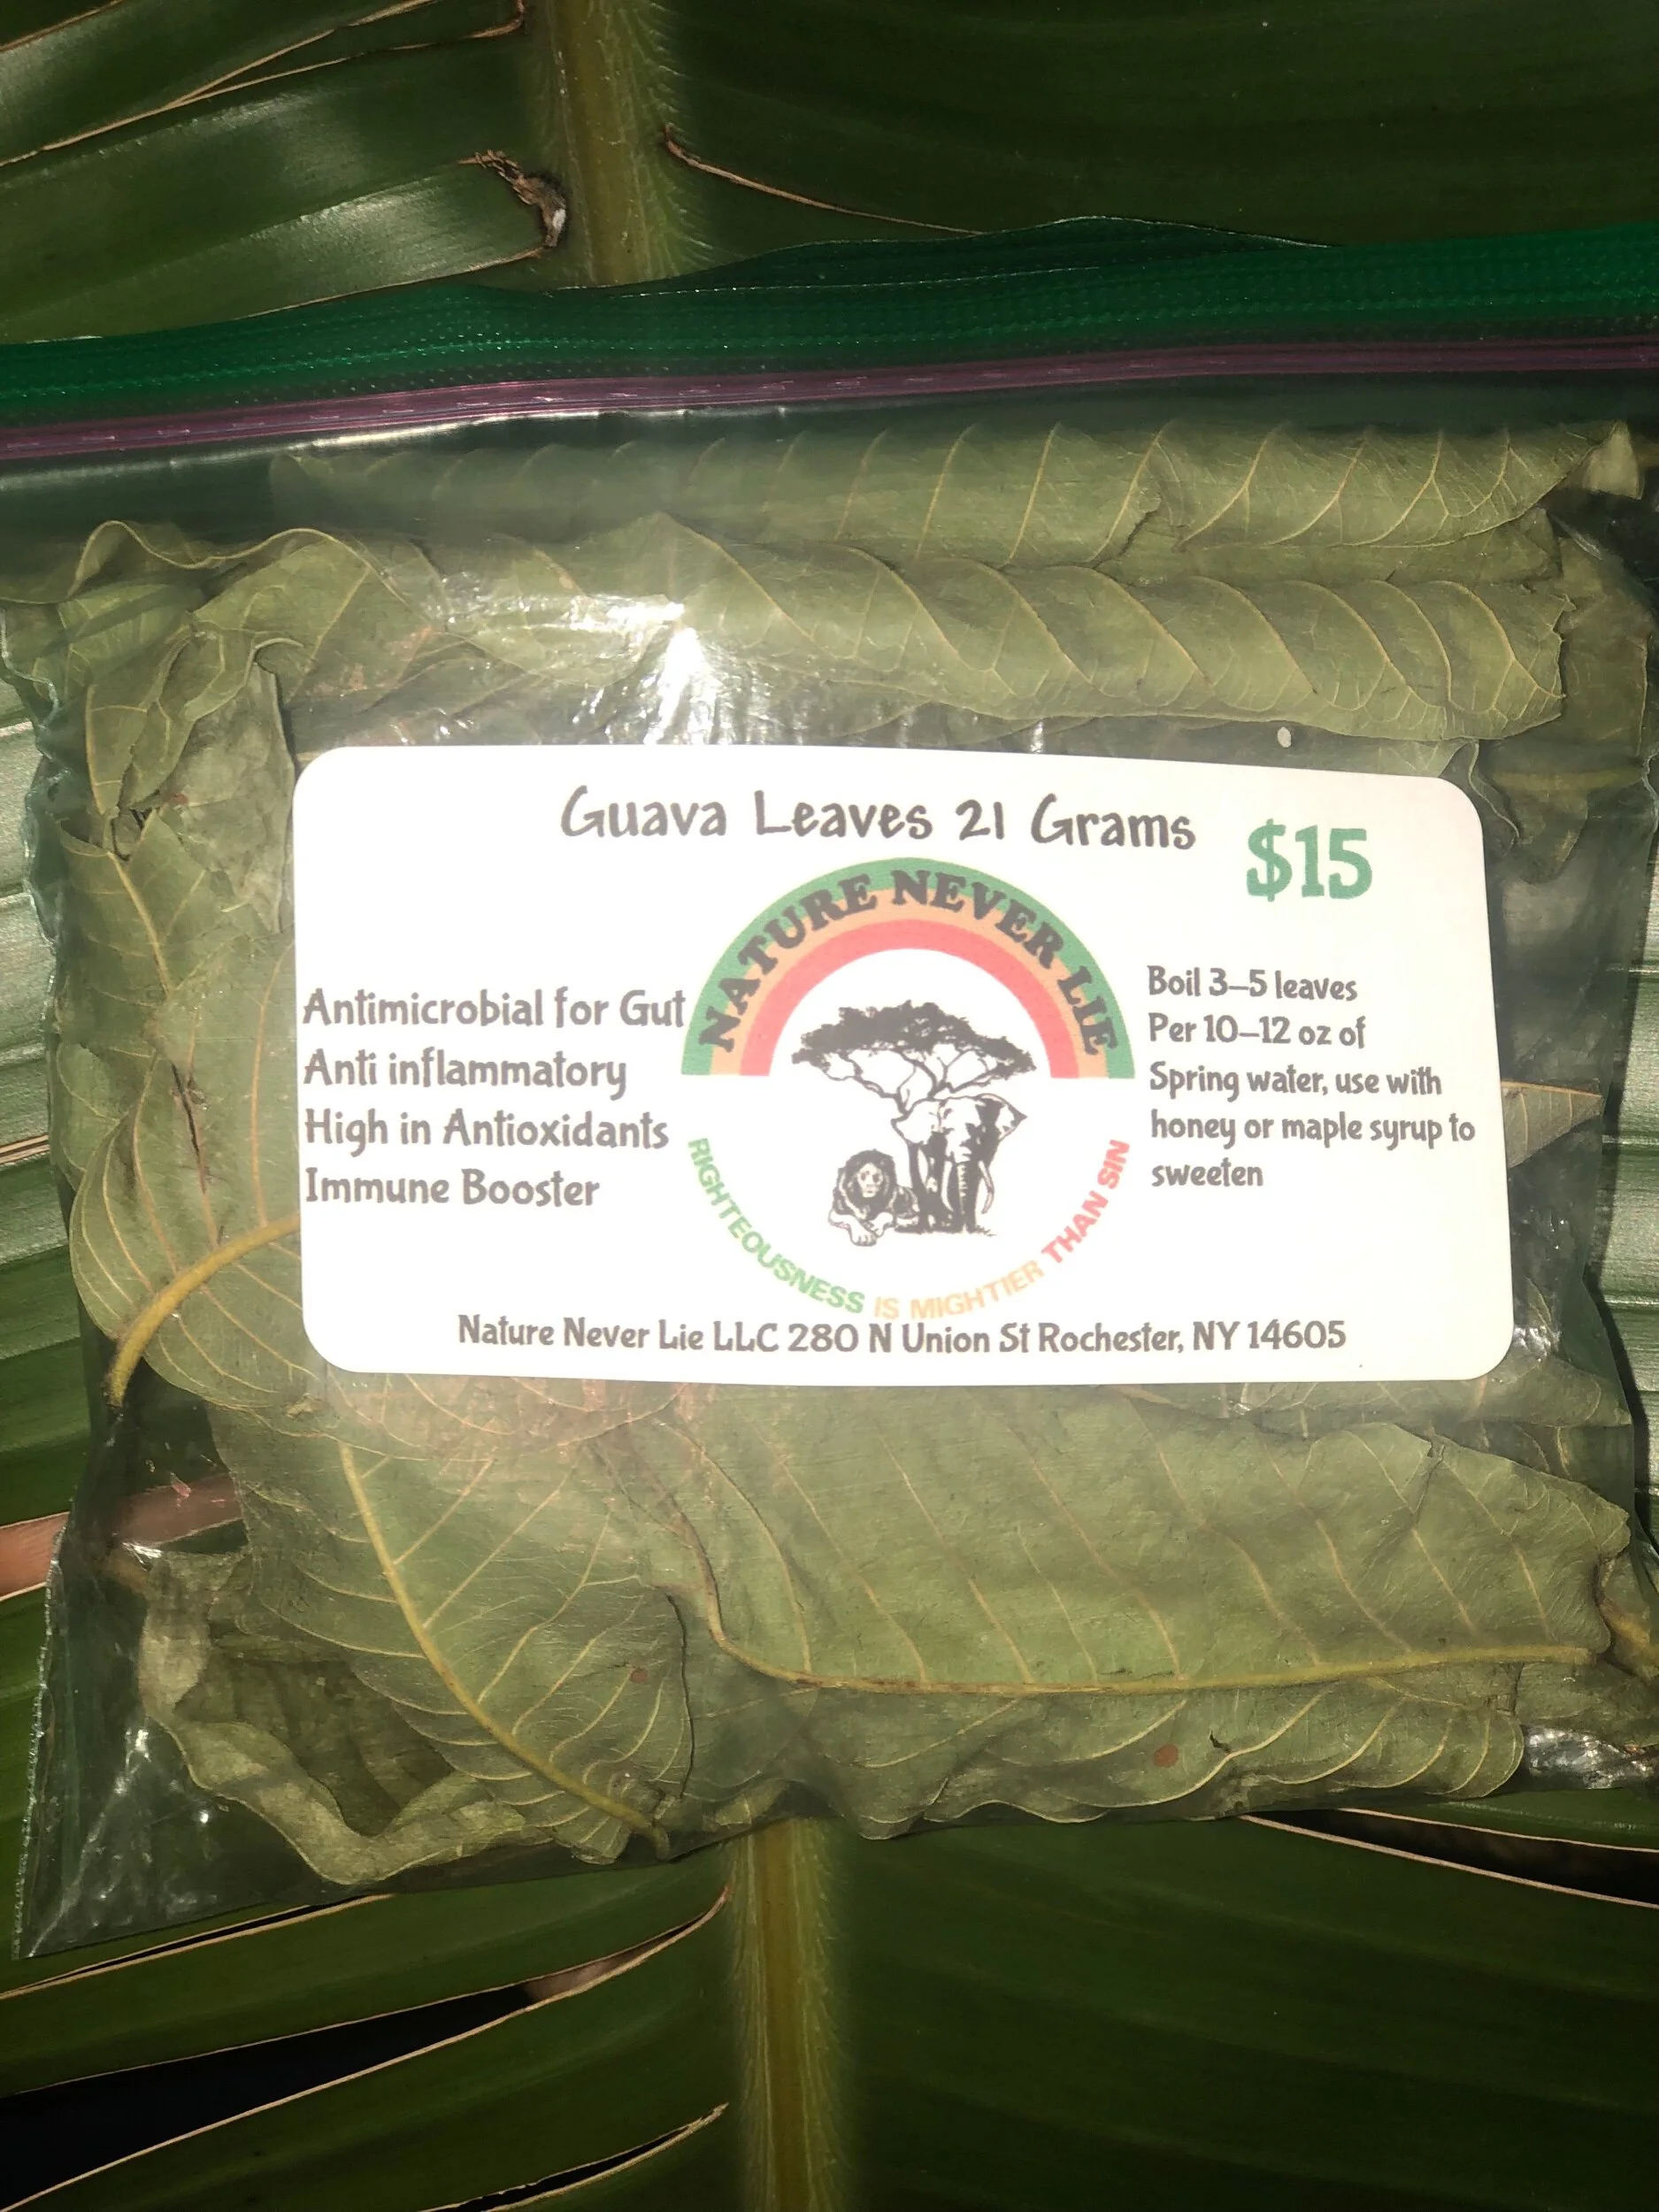 Guava Leaves 21 Grams
$15
NATURE NEVER LIE
Antimicrobial for Gut
Anti inflammatory
High in Antioxidants
Immune Booster
Boil 3–5 leaves
Per 10–12 oz of
Spring water, use with
honey or maple syrup to
sweeten
RIGHTEOUSNESS IS MIGHTIER THAN SIN
Nature Never Lie LLC 280 N Union St Rochester, NY 14605